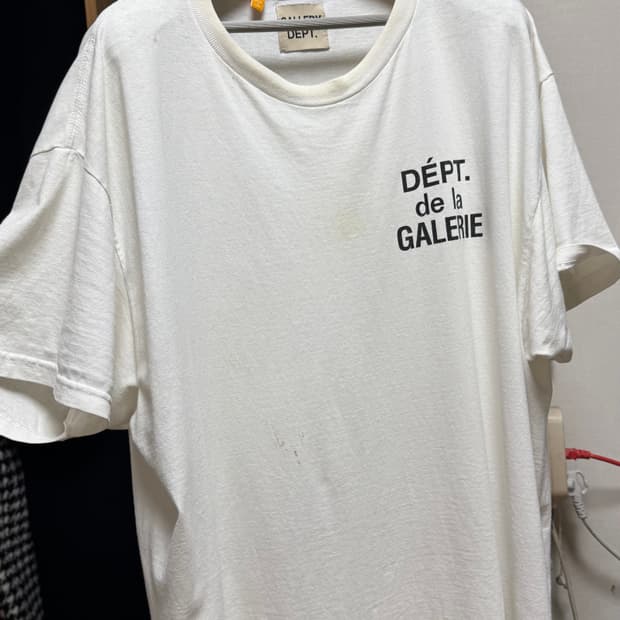 GALLERY
DEPT.
DÉPT.
de la
GALERIE